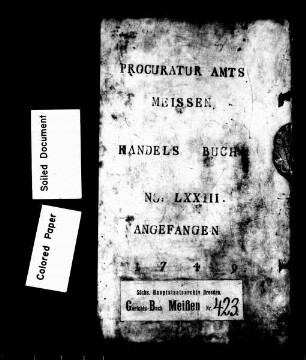 PROCURATUR AMTS
MEISSEN,
HANDELS BUCH
NO: LXXIII.
ANGEFANGEN
1749
Sächs. Hauptstaatsarchiv Dresden.
Gerichts-Buch Meißen Nr. 423
Soiled Document
Colored Paper